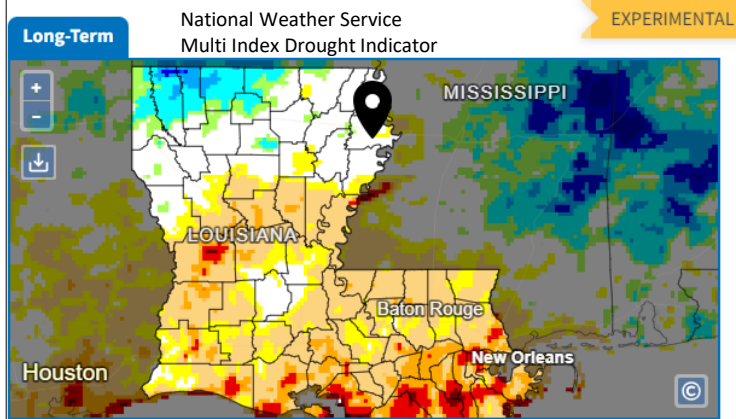 National Weather Service
EXPERIMENTAL
Long-Term
Multi Index Drought Indicator
+
MISSISSIPPI
-
LOUISIANA
Baton Rouge
New Orleans
Houston
©